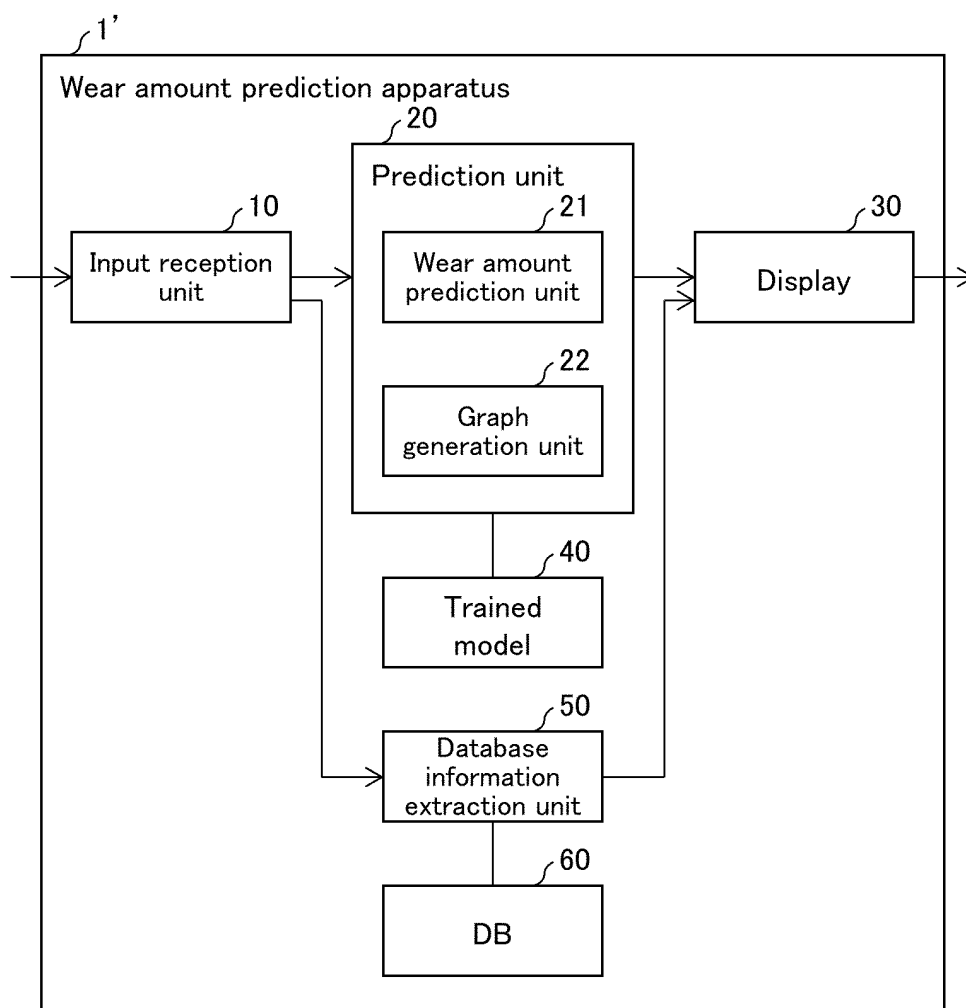 1’
Wear amount prediction apparatus
20
Prediction unit
10
Input reception
unit
21
Wear amount
prediction unit
30
Display
22
Graph
generation unit
40
Trained
model
50
Database
information
extraction unit
60
DB